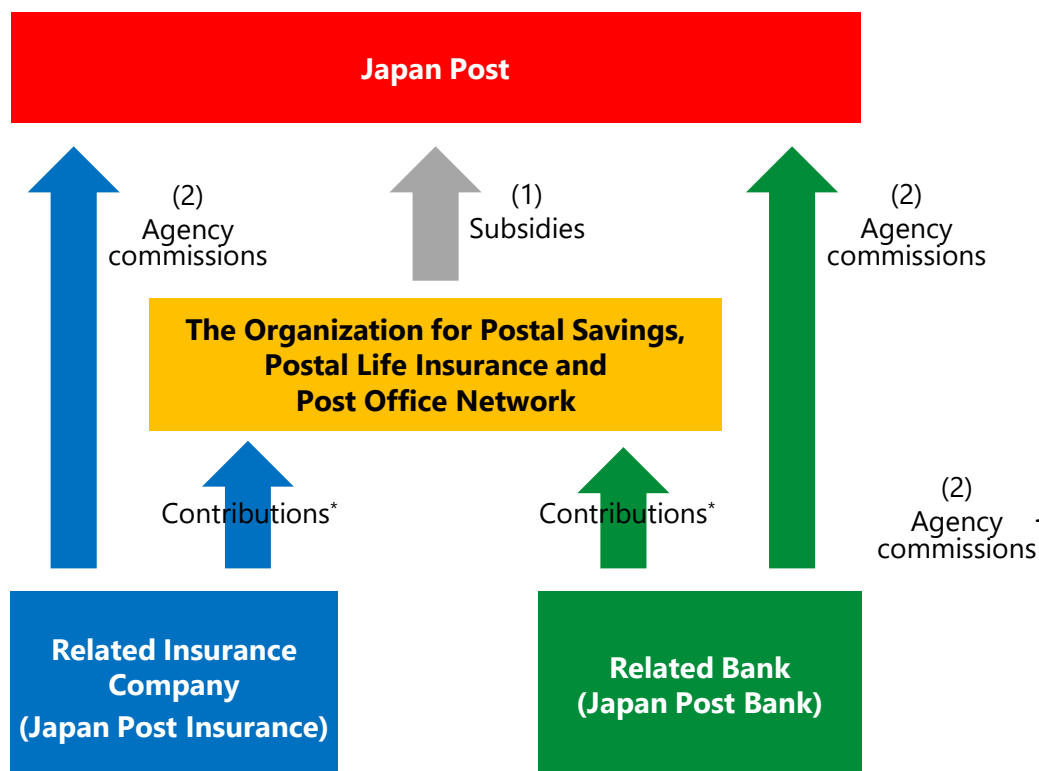 Japan Post
(2)
Agency
commissions
(1)
Subsidies
(2)
Agency
commissions
The Organization for Postal Savings,
Postal Life Insurance and
Post Office Network
Contributions*
Contributions*
(2)
Agency
commissions
Related Insurance
Company
(Japan Post Insurance)
Related Bank
(Japan Post Bank)